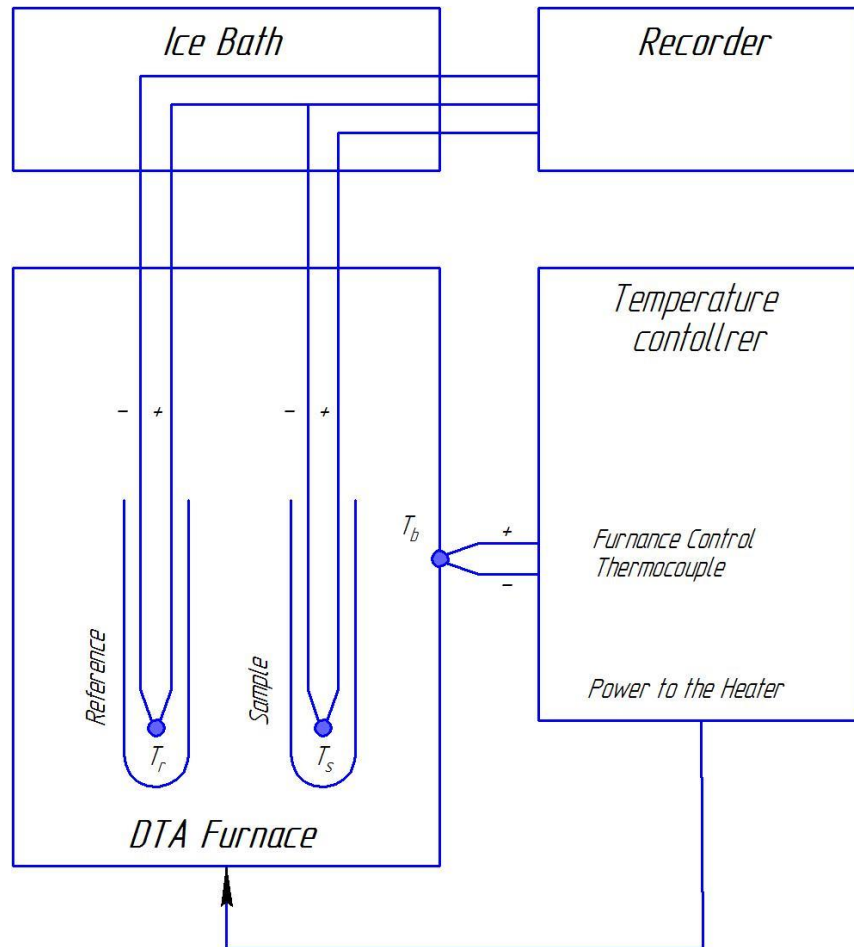 Ice Bath
Recorder
Temperature
contollrer
- +
- +
T_b
+
-
Furnance Control
Thermocouple
Reference
Sample
Power to the Heater
T_r
T_s
DTA Furnace